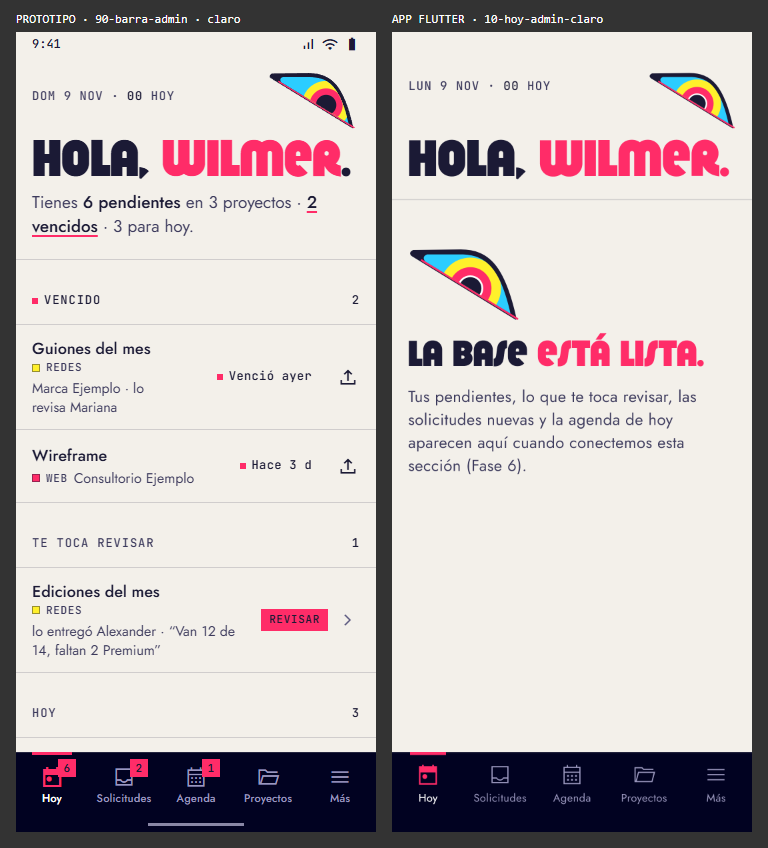 PROTOTIPO · 90-barra-admin · claro
9:41
DOM 9 NOV · 00 HOY
HOLA, WILMER.
Tienes 6 pendientes en 3 proyectos · 2
vencidos · 3 para hoy.
VENCIDO 2
Guiones del mes
REDES
Marca Ejemplo · lo
revisa Mariana
Venció ayer
Wireframe
WEB Consultorio Ejemplo
Hace 3 d
TE TOCA REVISAR 1
Ediciones del mes
REDES
lo entregó Alexander · “Van 12 de
14, faltan 2 Premium”
REVISAR
HOY 3
6 2 1
Hoy Solicitudes Agenda Proyectos Más
APP FLUTTER · 10-hoy-admin-claro
LUN 9 NOV · 00 HOY
HOLA, WILMER.
LA BASE ESTÁ LISTA.
Tus pendientes, lo que te toca revisar, las
solicitudes nuevas y la agenda de hoy
aparecen aquí cuando conectemos esta
sección (Fase 6).
Hoy Solicitudes Agenda Proyectos Más